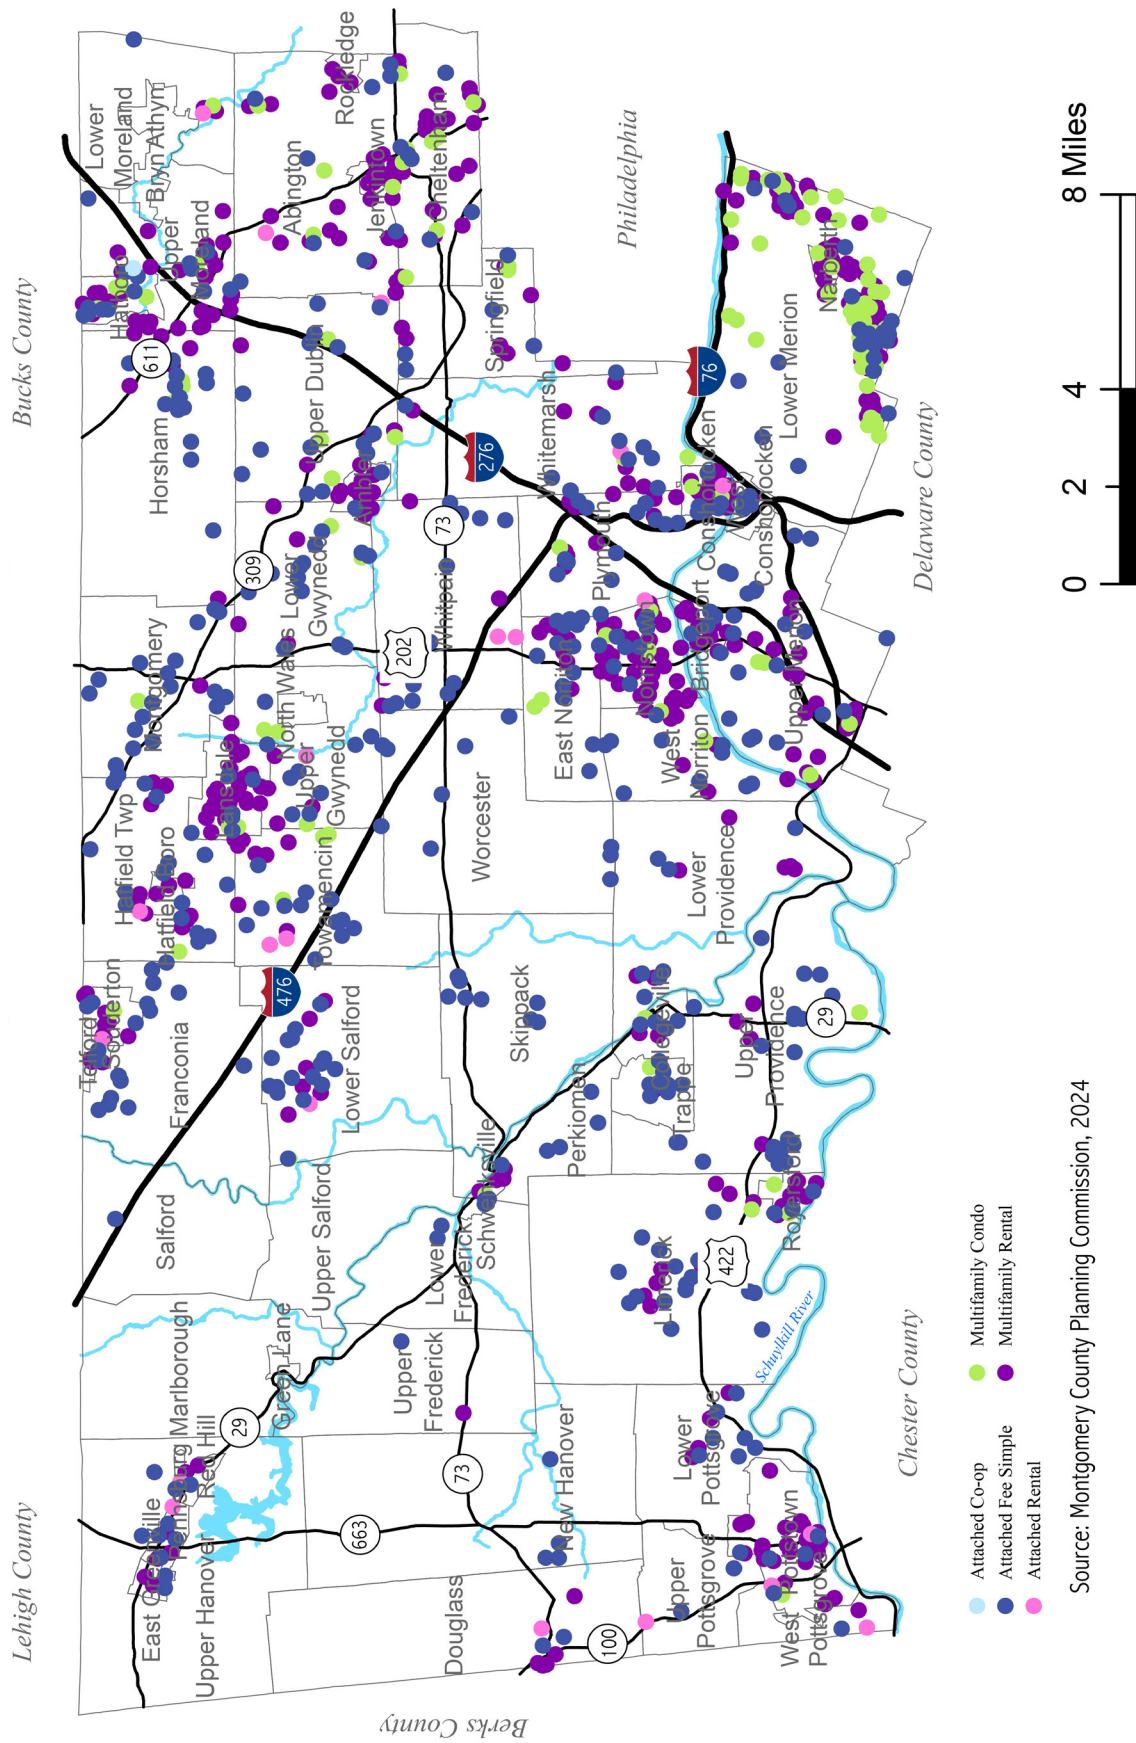 Lehigh County
Bucks County
Berks County
Philadelphia
Delaware County
Chester County
East Greenville
Pennsburg
Marlborough
Red Hill
Upper Hanover
Green Lane
Salford
Upper Salford
Franconia
Telford
Souderton
Lower Salford
Hatfield Twp
Hatfield Boro
Towamencin
Lansdale
Montgomery
North Wales
Upper
Gwynedd
Lower
Gwynedd
Horsham
Upper Dublin
Ambler
Hatboro
Upper
Moreland
Lower
Moreland
Bryn Athyn
Abington
Rockledge
Jenkintown
Cheltenham
Springfield
Whitemarsh
Whitpain
Worcester
Skippack
Perkiomen
Schwenksville
Lower
Frederick
Upper
Frederick
New Hanover
Douglass
Upper
Pottsgrove
Lower
Pottsgrove
West
Pottsgrove
Pottstown
Limerick
Royersford
Trappe
Collegeville
Upper
Providence
Lower
Providence
West
Norriton
East Norriton
Norristown
Bridgeport
Upper Merion
Plymouth
Conshohocken
West
Conshohocken
Lower Merion
Narberth
Schuylkill River
611
309
202
73
276
76
476
29
29
422
73
663
100
Attached Co-op
Attached Fee Simple
Attached Rental
Multifamily Condo
Multifamily Rental
0 2 4 8 Miles
Source: Montgomery County Planning Commission, 2024